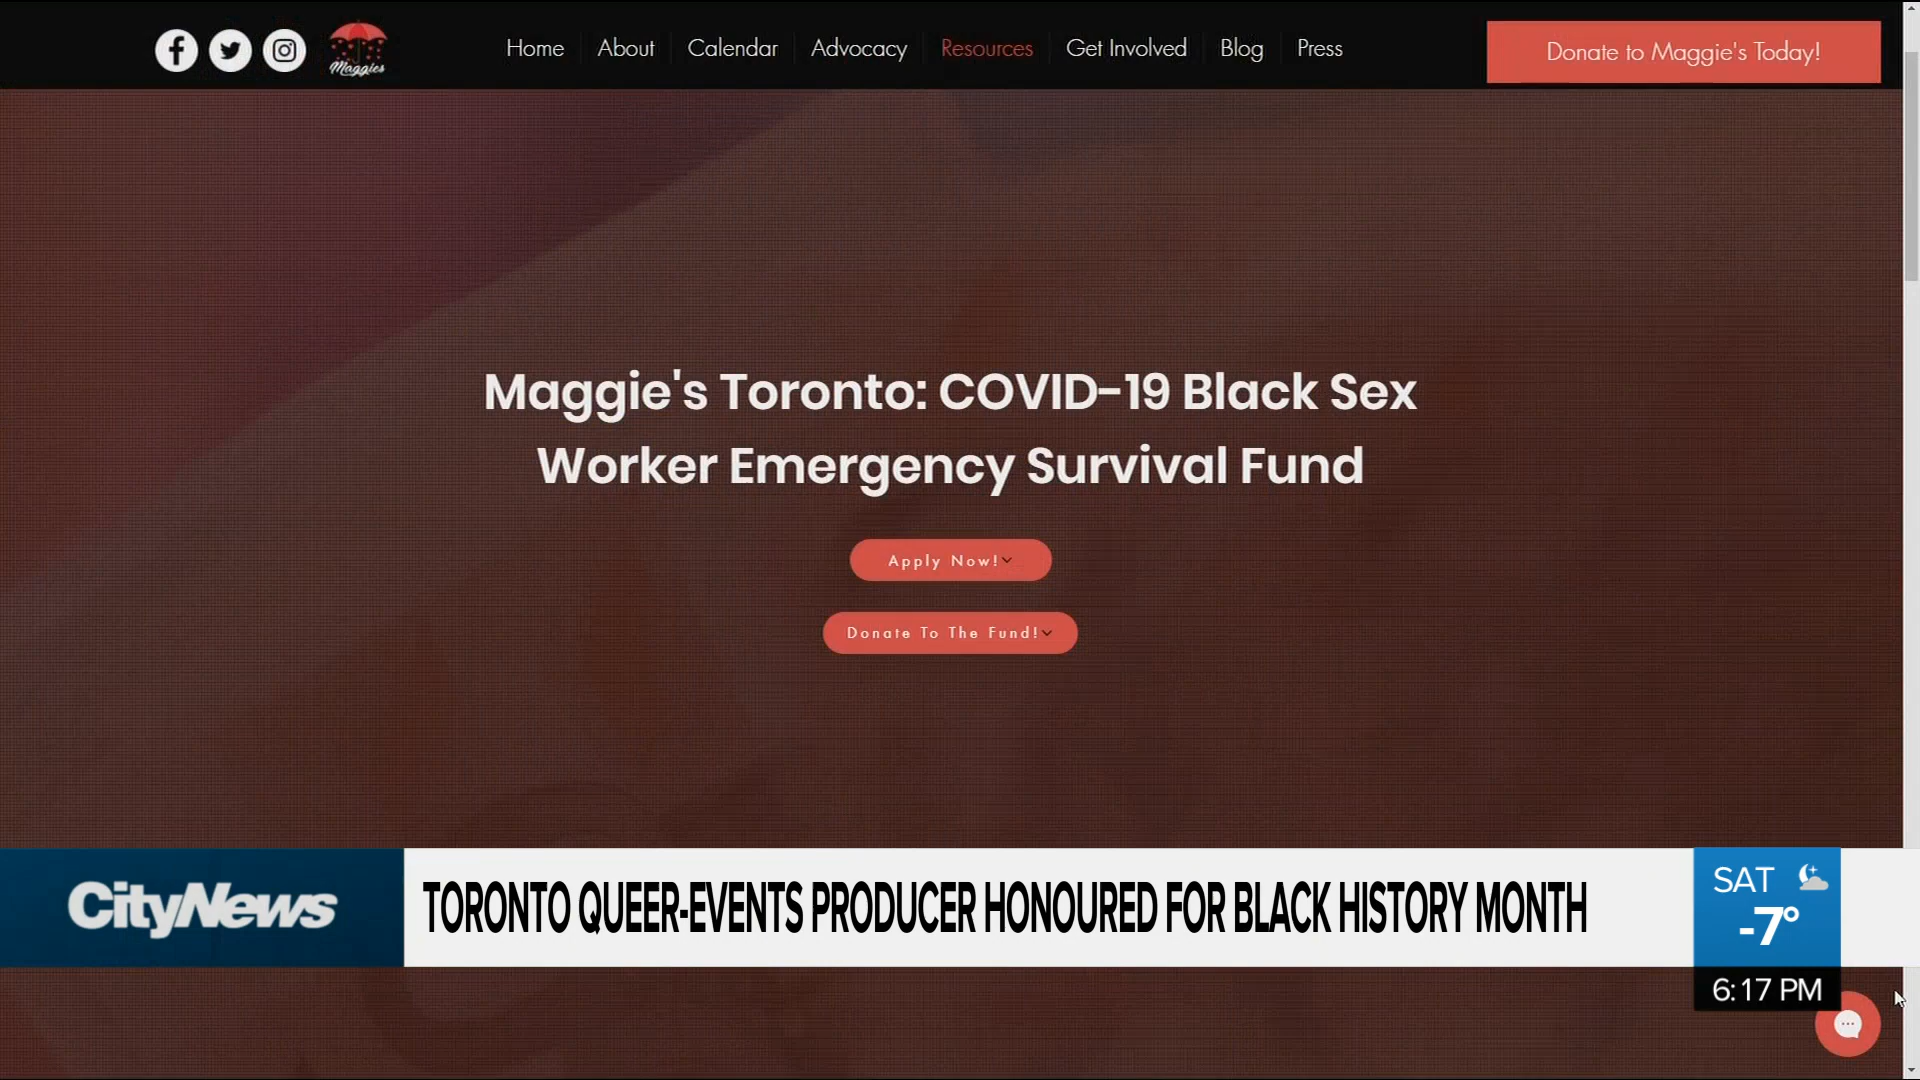 Maggies
Home
About
Calendar
Advocacy
Resources
Get Involved
Blog
Press
Donate to Maggie's Today!
Maggie's Toronto: COVID-19 Black Sex
Worker Emergency Survival Fund
Apply Now!
Donate To The Fund!
CityNews
TORONTO QUEER-EVENTS PRODUCER HONOURED FOR BLACK HISTORY MONTH
SAT
-7°
6:17 PM